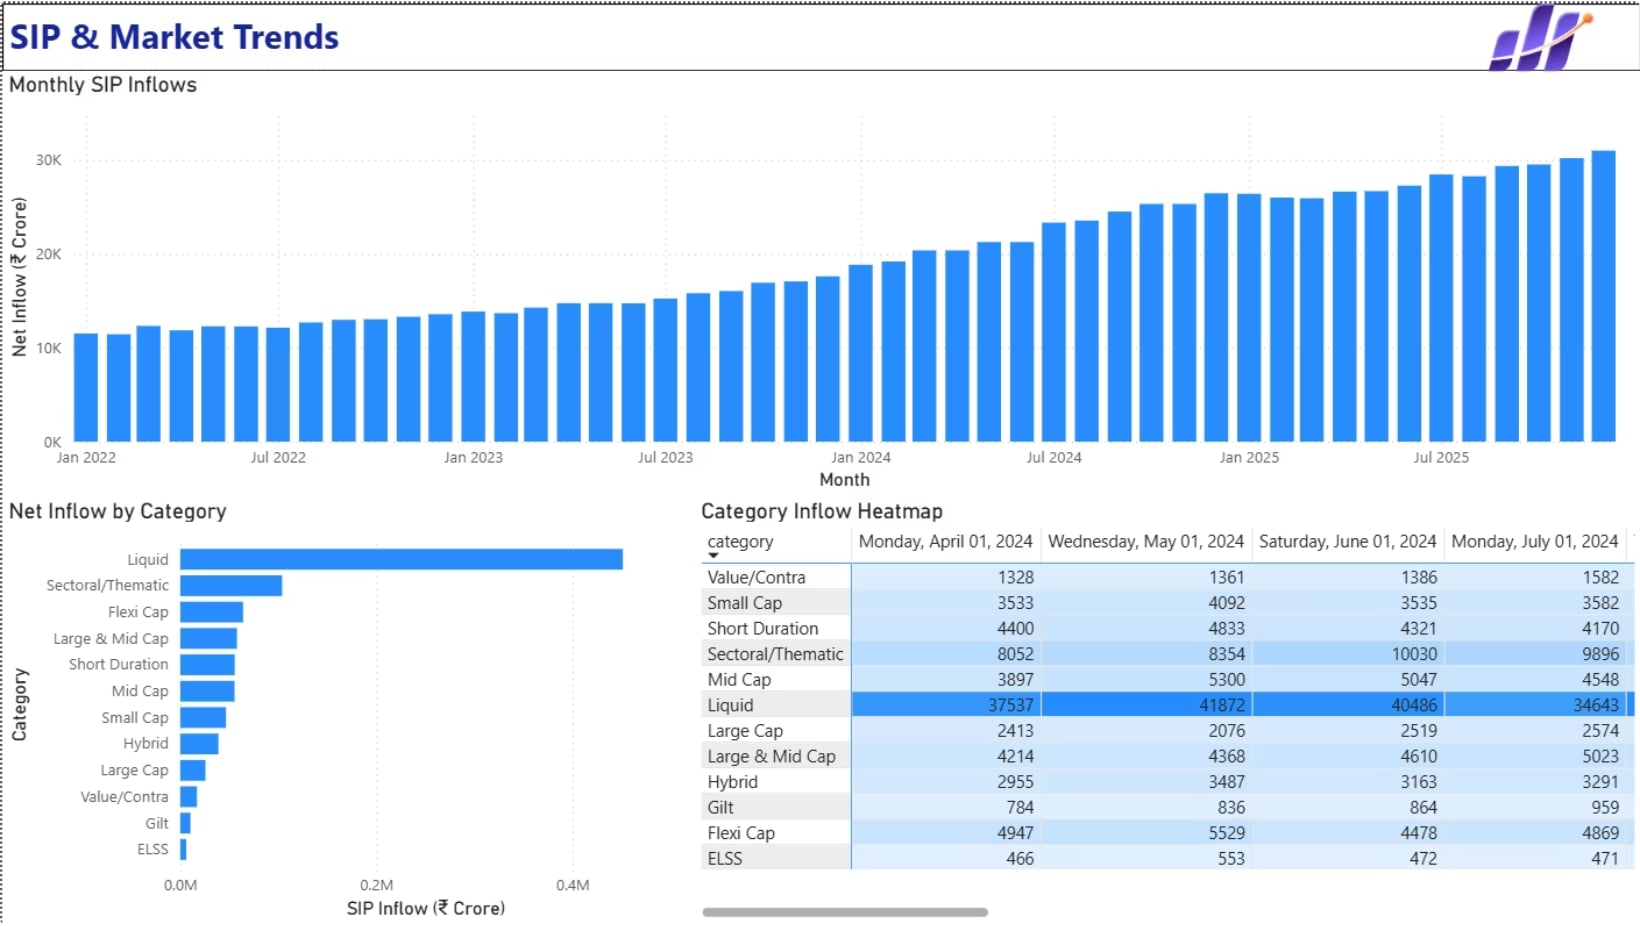 SIP & Market Trends
Monthly SIP Inflows
Net Inflow (₹ Crore)
30K
20K
10K
0K
Jan 2022 Jul 2022 Jan 2023 Jul 2023 Jan 2024 Jul 2024 Jan 2025 Jul 2025
Month
Net Inflow by Category
Category
Liquid
Sectoral/Thematic
Flexi Cap
Large & Mid Cap
Short Duration
Mid Cap
Small Cap
Hybrid
Large Cap
Value/Contra
Gilt
ELSS
0.0M 0.2M 0.4M
SIP Inflow (₹ Crore)
Category Inflow Heatmap
category Monday, April 01, 2024 Wednesday, May 01, 2024 Saturday, June 01, 2024 Monday, July 01, 2024
Value/Contra 1328 1361 1386 1582
Small Cap 3533 4092 3535 3582
Short Duration 4400 4833 4321 4170
Sectoral/Thematic 8052 8354 10030 9896
Mid Cap 3897 5300 5047 4548
Liquid 37537 41872 40486 34643
Large Cap 2413 2076 2519 2574
Large & Mid Cap 4214 4368 4610 5023
Hybrid 2955 3487 3163 3291
Gilt 784 836 864 959
Flexi Cap 4947 5529 4478 4869
ELSS 466 553 472 471